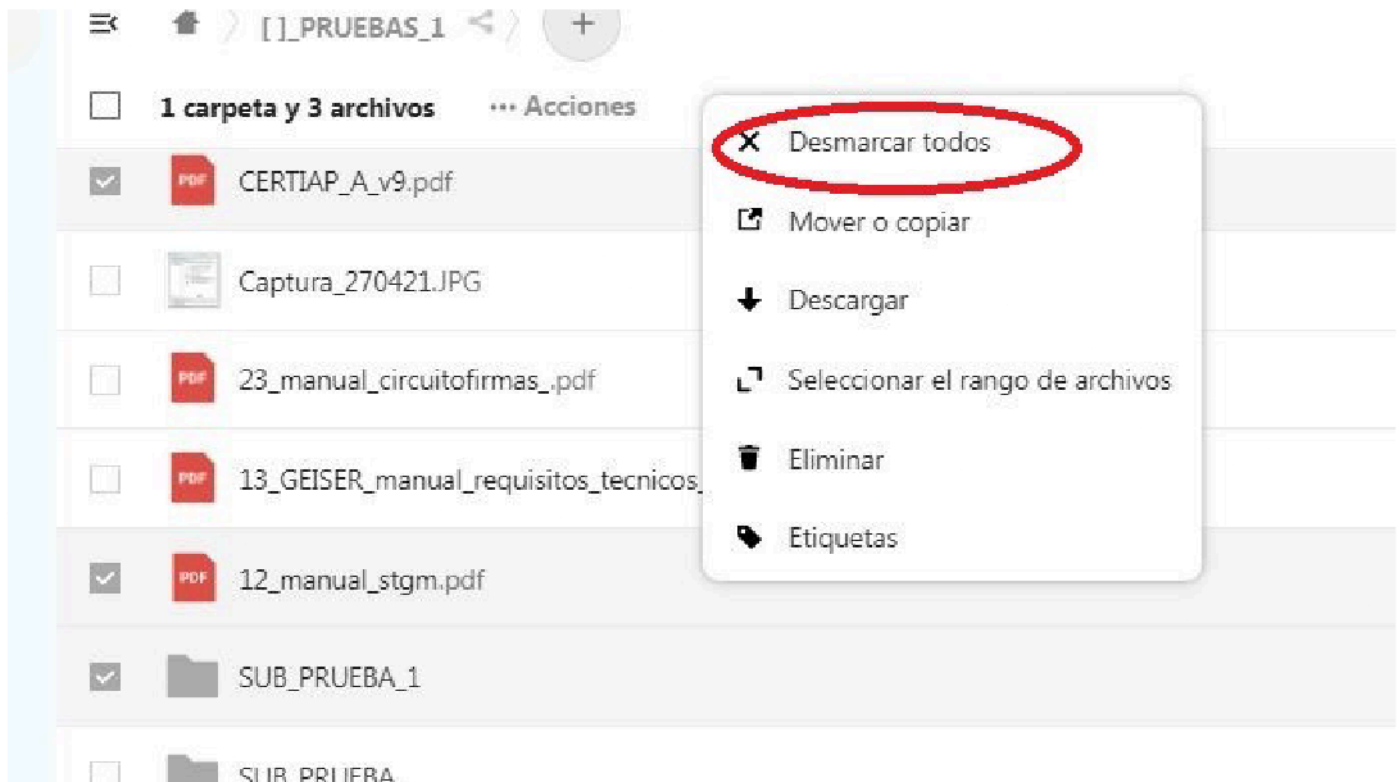 [ ]_PRUEBAS_1
+
1 carpeta y 3 archivos ··· Acciones
Desmarcar todos
PDF CERTIAP_A_v9.pdf
Mover o copiar
Captura_270421.JPG
Descargar
PDF 23_manual_circuitofirmas_.pdf
Seleccionar el rango de archivos
PDF 13_GEISER_manual_requisitos_tecnicos_
Eliminar
Etiquetas
PDF 12_manual_stgm.pdf
SUB_PRUEBA_1
SUB_PRUEBA